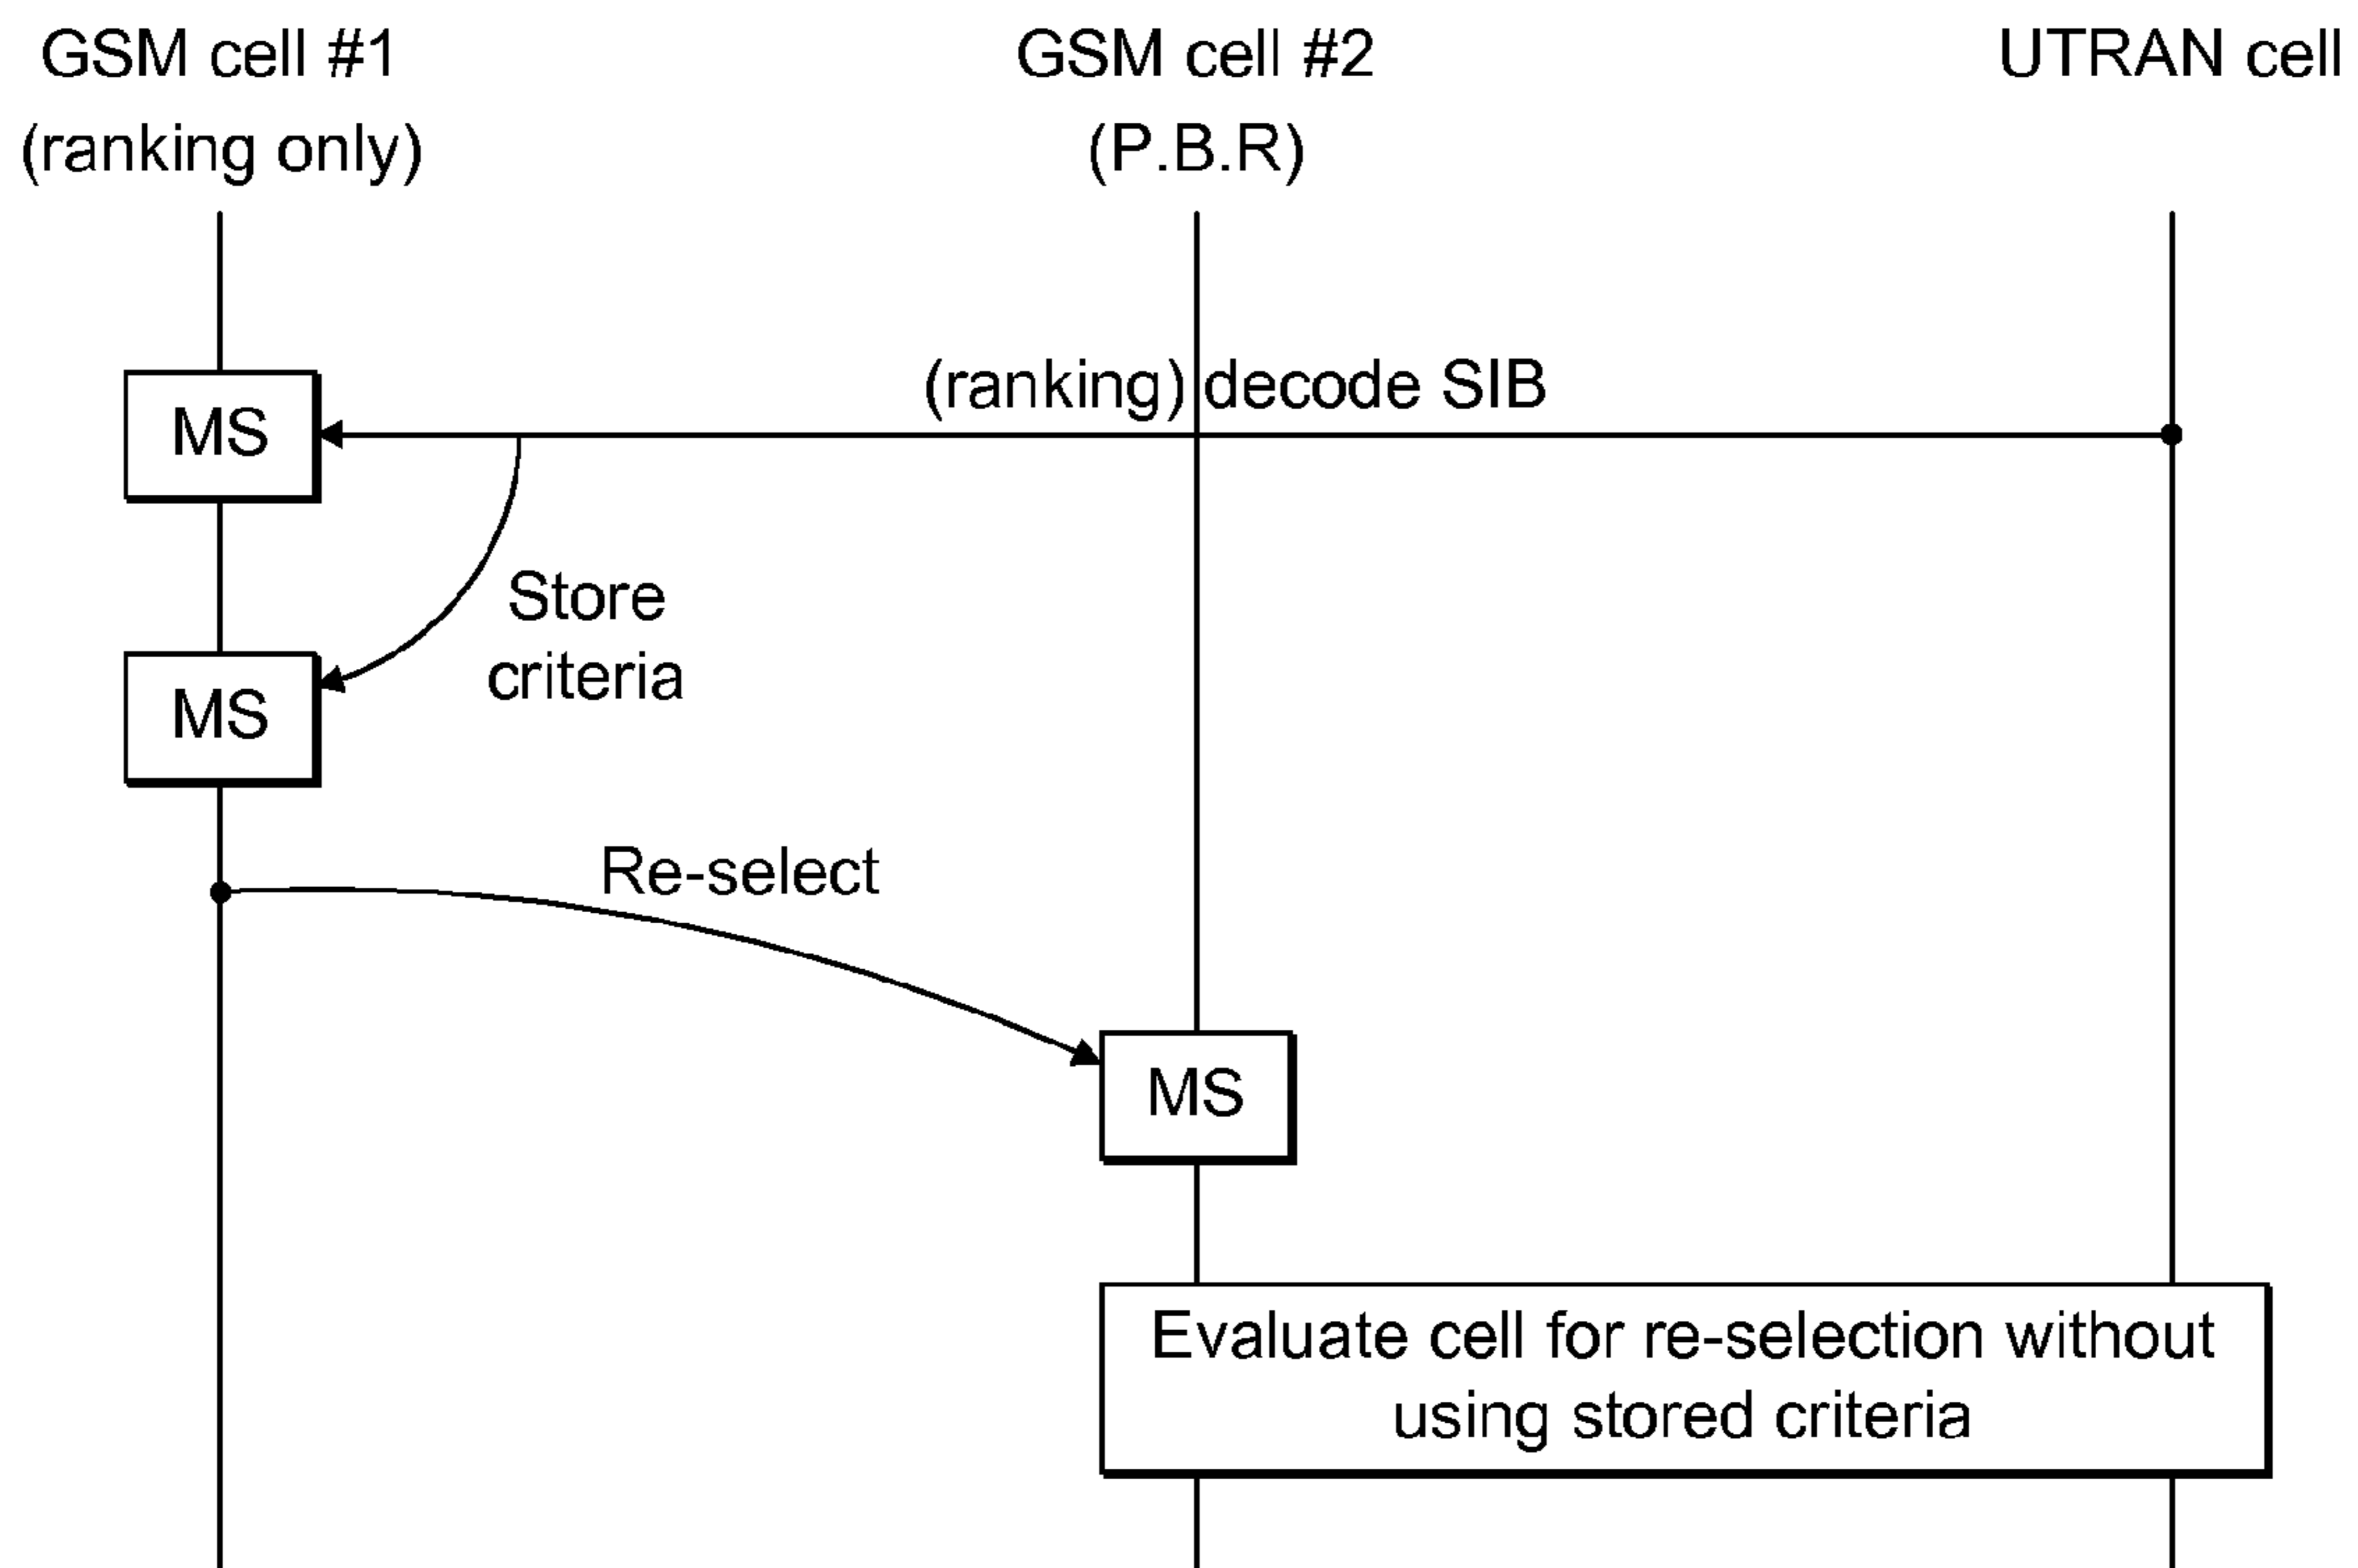 GSM cell #1
(ranking only)
GSM cell #2
(P.B.R)
UTRAN cell
(ranking) decode SIB
MS
Store
criteria
MS
Re-select
MS
Evaluate cell for re-selection without
using stored criteria